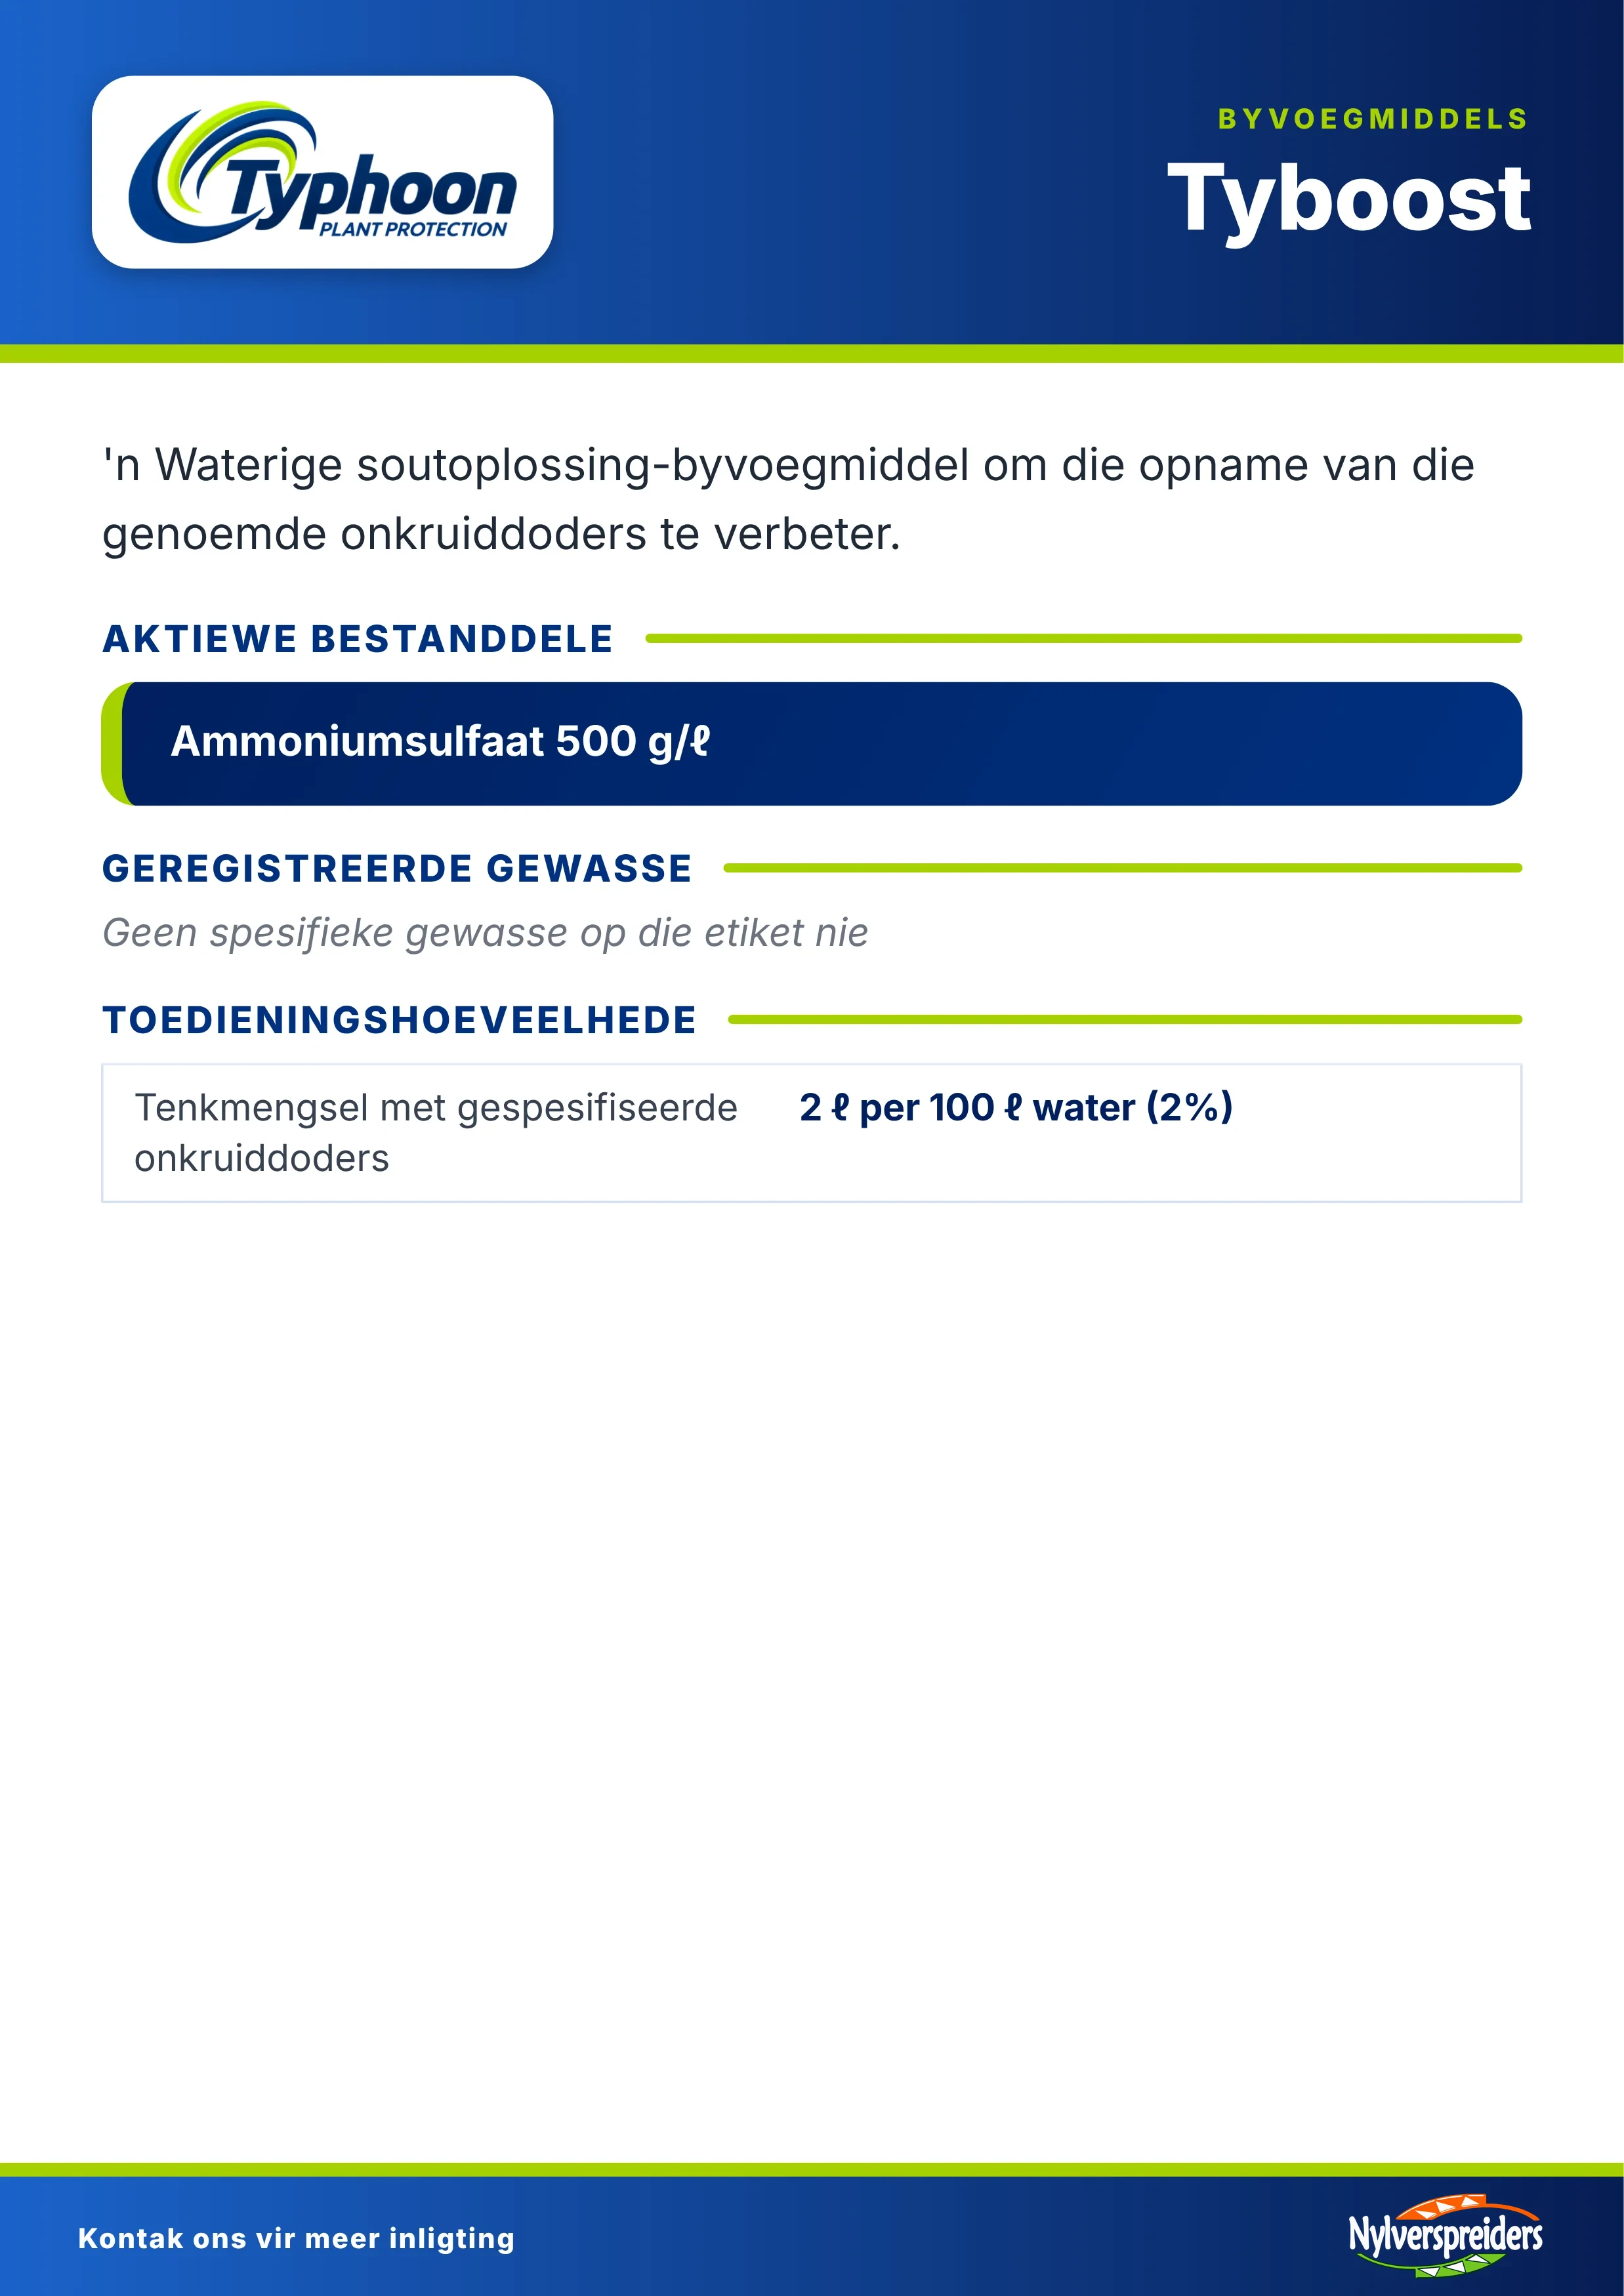 Typhoon
PLANT PROTECTION
BYVOEGMIDDELS
Tyboost
'n Waterige soutoplossing-byvoegmiddel om die opname van die
genoemde onkruiddoders te verbeter.
AKTIEWE BESTANDDELE
Ammoniumsulfaat 500 g/ℓ
GEREGISTREERDE GEWASSE
Geen spesifieke gewasse op die etiket nie
TOEDIENINGSHOEVEELHEDE
Tenkmengsel met gespesifiseerde
onkruiddoders
2 ℓ per 100 ℓ water (2%)
Kontak ons vir meer inligting
Nylverspreiders